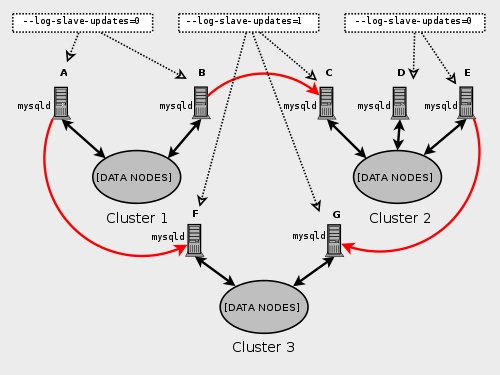 --log-slave-updates=0
--log-slave-updates=1
--log-slave-updates=0
A
B
C
D
E
mysqld
mysqld
mysqld
mysqld
mysqld
[DATA NODES]
[DATA NODES]
Cluster 1
Cluster 2
F
G
mysqld
mysqld
[DATA NODES]
Cluster 3